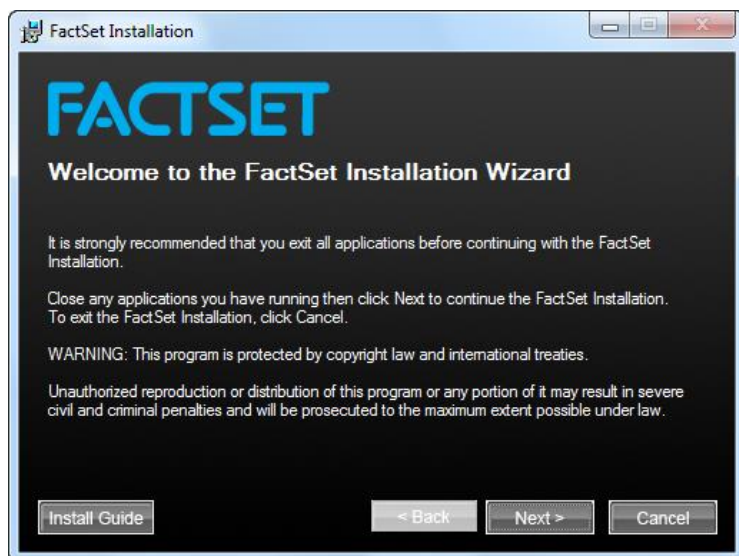 FactSet Installation
FACTSET
Welcome to the FactSet Installation Wizard
It is strongly recommended that you exit all applications before continuing with the FactSet
Installation.
Close any applications you have running then click Next to continue the FactSet Installation.
To exit the FactSet Installation, click Cancel.
WARNING: This program is protected by copyright law and international treaties.
Unauthorized reproduction or distribution of this program or any portion of it may result in severe
civil and criminal penalties and will be prosecuted to the maximum extent possible under law.
Install Guide < Back Next > Cancel